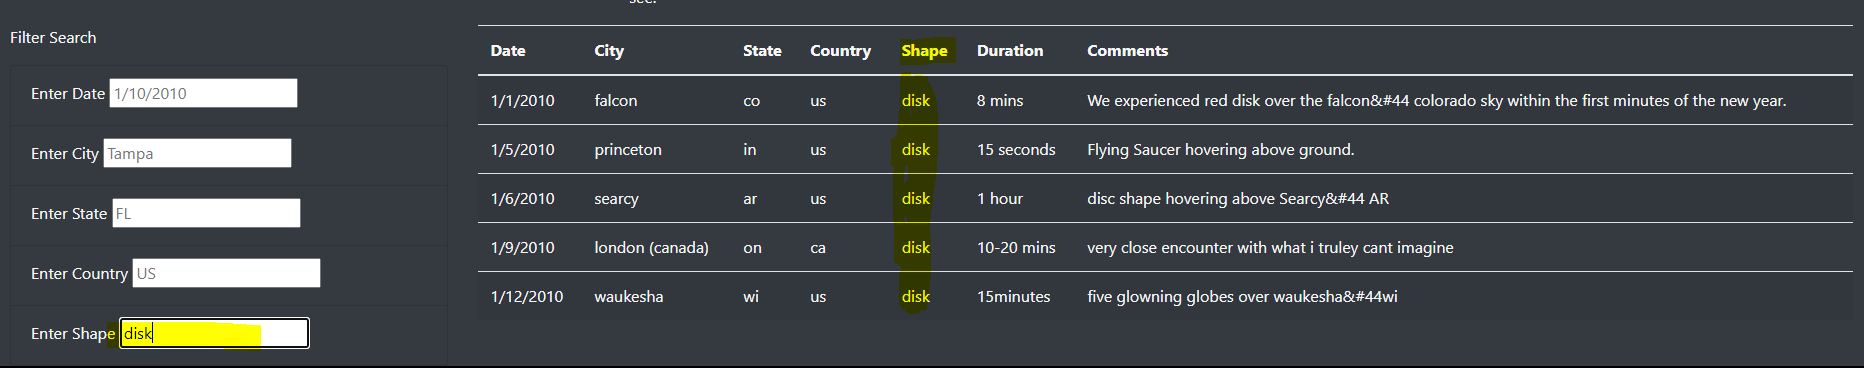 sec.
Filter Search
Enter Date 1/10/2010
Enter City Tampa
Enter State FL
Enter Country US
Enter Shape disk
Date City State Country Shape Duration Comments
1/1/2010 falcon co us disk 8 mins We experienced red disk over the falcon&#44 colorado sky within the first minutes of the new year.
1/5/2010 princeton in us disk 15 seconds Flying Saucer hovering above ground.
1/6/2010 searcy ar us disk 1 hour disc shape hovering above Searcy&#44 AR
1/9/2010 london (canada) on ca disk 10-20 mins very close encounter with what i truley cant imagine
1/12/2010 waukesha wi us disk 15minutes five glowning globes over waukesha&#44wi